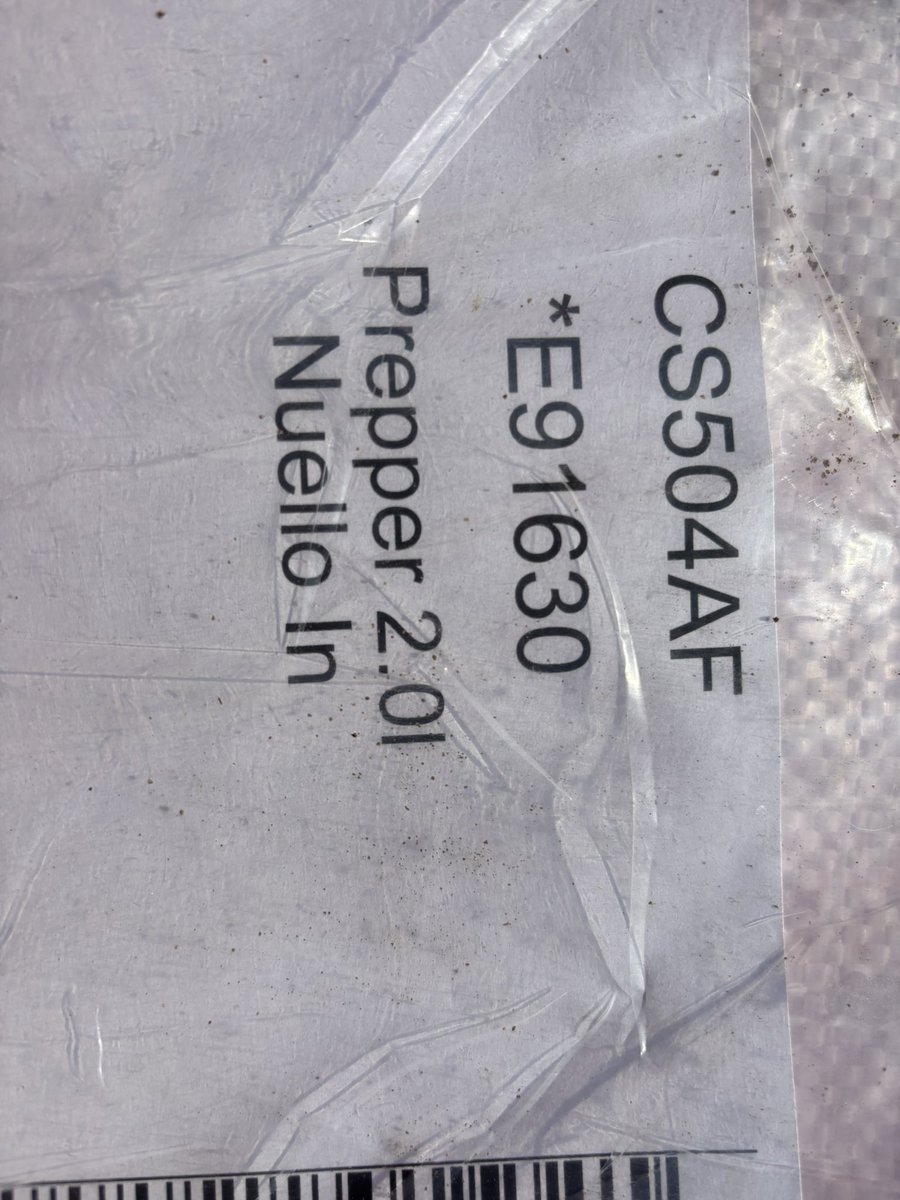 CS504AF
*E91630
Prepper 2.0l
Nuello In